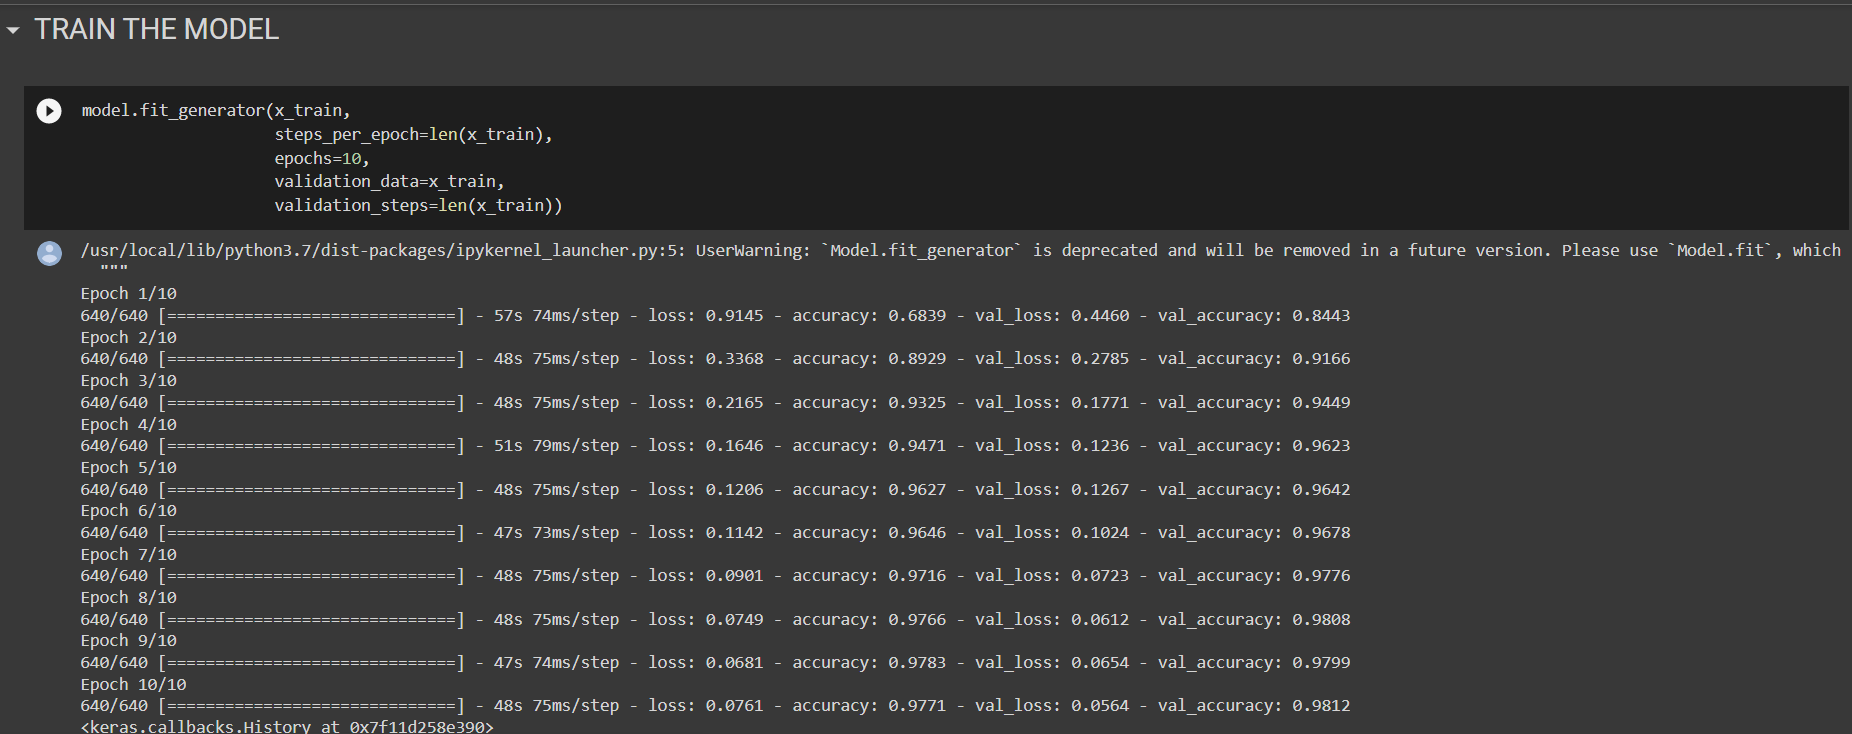 TRAIN THE MODEL
model.fit_generator(x_train,
steps_per_epoch=len(x_train),
epochs=10,
validation_data=x_train,
validation_steps=len(x_train))
/usr/local/lib/python3.7/dist-packages/ipykernel_launcher.py:5: UserWarning: `Model.fit_generator` is deprecated and will be removed in a future version. Please use `Model.fit`, which
"""
Epoch 1/10
640/640 [==============================] - 57s 74ms/step - loss: 0.9145 - accuracy: 0.6839 - val_loss: 0.4460 - val_accuracy: 0.8443
Epoch 2/10
640/640 [==============================] - 48s 75ms/step - loss: 0.3368 - accuracy: 0.8929 - val_loss: 0.2785 - val_accuracy: 0.9166
Epoch 3/10
640/640 [==============================] - 48s 75ms/step - loss: 0.2165 - accuracy: 0.9325 - val_loss: 0.1771 - val_accuracy: 0.9449
Epoch 4/10
640/640 [==============================] - 51s 79ms/step - loss: 0.1646 - accuracy: 0.9471 - val_loss: 0.1236 - val_accuracy: 0.9623
Epoch 5/10
640/640 [==============================] - 48s 75ms/step - loss: 0.1206 - accuracy: 0.9627 - val_loss: 0.1267 - val_accuracy: 0.9642
Epoch 6/10
640/640 [==============================] - 47s 73ms/step - loss: 0.1142 - accuracy: 0.9646 - val_loss: 0.1024 - val_accuracy: 0.9678
Epoch 7/10
640/640 [==============================] - 48s 75ms/step - loss: 0.0901 - accuracy: 0.9716 - val_loss: 0.0723 - val_accuracy: 0.9776
Epoch 8/10
640/640 [==============================] - 48s 75ms/step - loss: 0.0749 - accuracy: 0.9766 - val_loss: 0.0612 - val_accuracy: 0.9808
Epoch 9/10
640/640 [==============================] - 47s 74ms/step - loss: 0.0681 - accuracy: 0.9783 - val_loss: 0.0654 - val_accuracy: 0.9799
Epoch 10/10
640/640 [==============================] - 48s 75ms/step - loss: 0.0761 - accuracy: 0.9771 - val_loss: 0.0564 - val_accuracy: 0.9812
<keras.callbacks.History at 0x7f11d258e390>